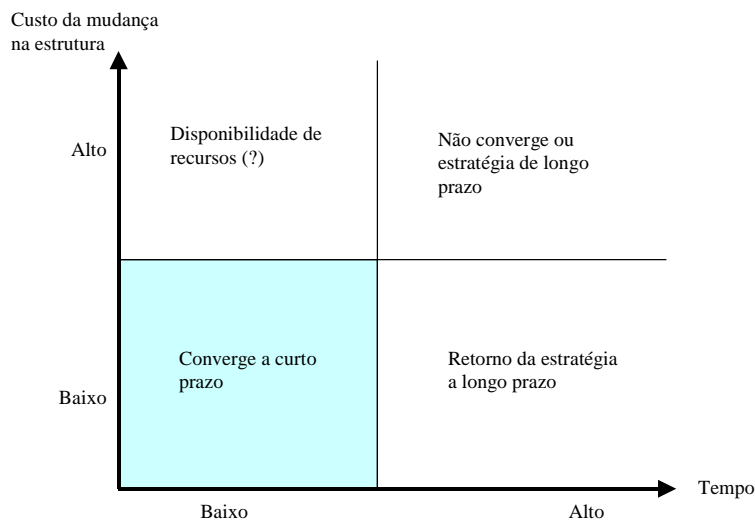 Custo da mudança
na estrutura
Alto
Disponibilidade de
recursos (?)
Não converge ou
estratégia de longo
prazo
Baixo
Converge a curto
prazo
Retorno da estratégia
a longo prazo
Tempo
Baixo
Alto